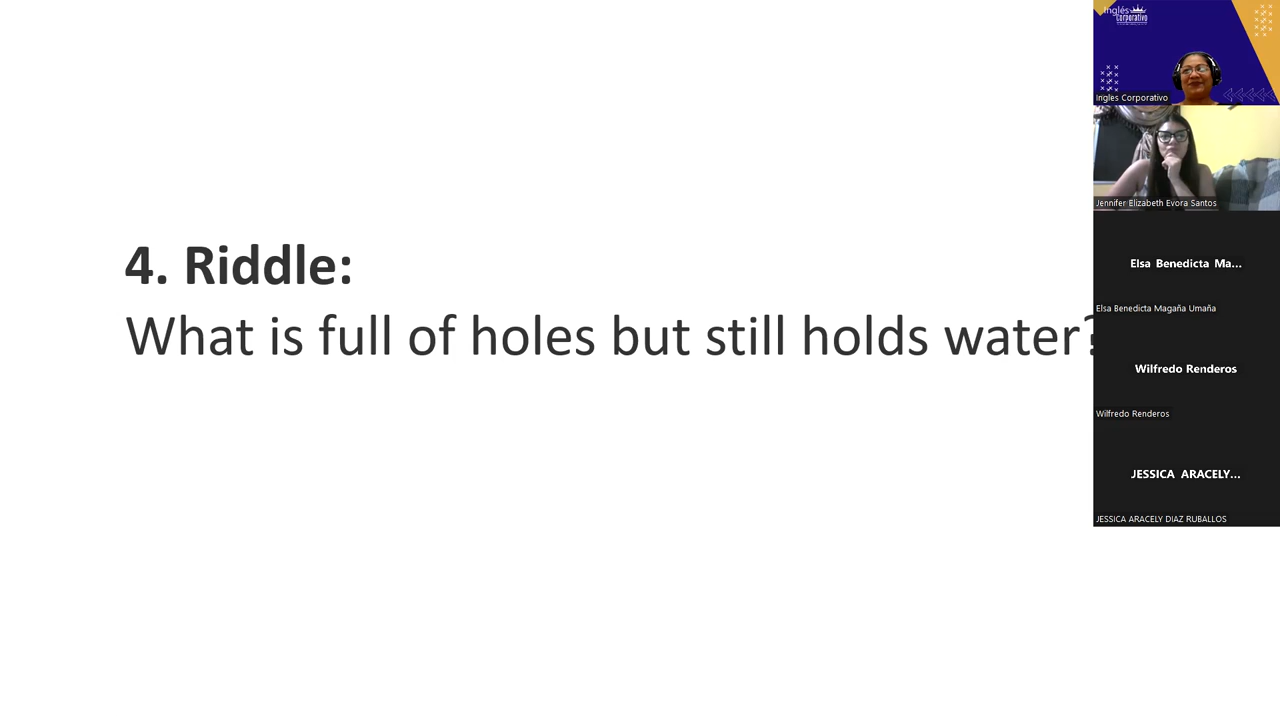 4. Riddle:
What is full of holes but still holds water?
Inglés
Corporativo
Ingles Corporativo
Jennifer Elizabeth Evora Santos
Elsa Benedicta Ma...
Elsa Benedicta Magaña Umaña
Wilfredo Renderos
Wilfredo Renderos
JESSICA ARACELY...
JESSICA ARACELY DIAZ RUBALLOS